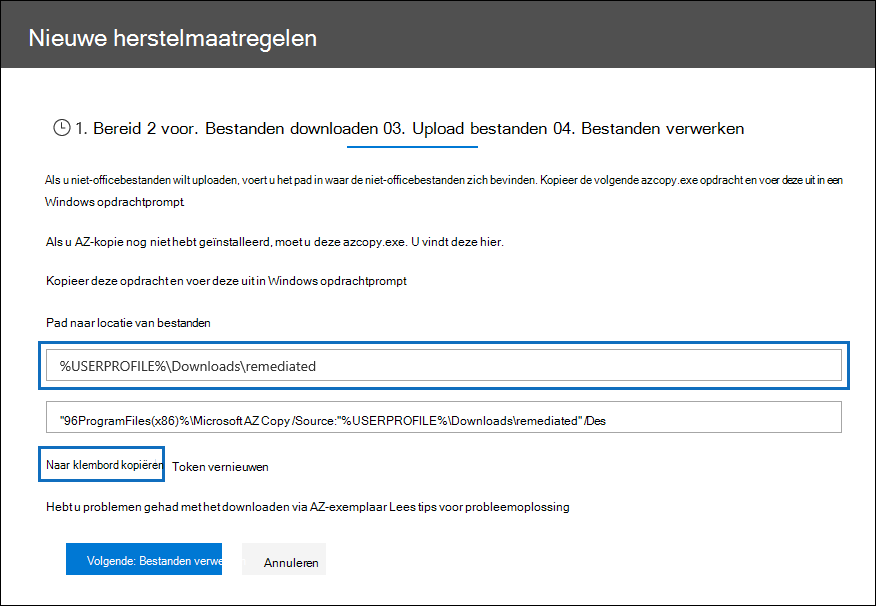 Nieuwe herstelmaatregelen
1. Bereid 2 voor. Bestanden downloaden 03. Upload bestanden 04. Bestanden verwerken
Als u niet-officebestanden wilt uploaden, voert u het pad in waar de niet-officebestanden zich bevinden. Kopieer de volgende azcopy.exe opdracht en voer deze uit in een
Windows opdrachtprompt.
Als u AZ-kopie nog niet hebt geïnstalleerd, moet u deze azcopy.exe. U vindt deze hier.
Kopieer deze opdracht en voer deze uit in Windows opdrachtprompt
Pad naar locatie van bestanden
%USERPROFILE%\Downloads\remediated
"96ProgramFiles(x86)%\Microsoft AZ Copy /Source:"%USERPROFILE%\Downloads\remediated" /Des
Naar klembord kopiëren
Token vernieuwen
Hebt u problemen gehad met het downloaden via AZ-exemplaar Lees tips voor probleemoplossing
Volgende: Bestanden verwe
Annuleren